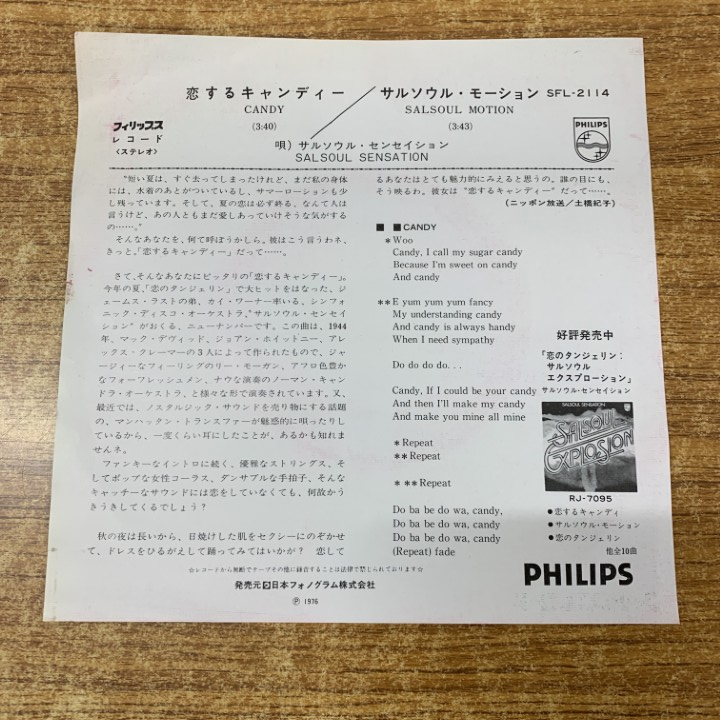 恋するキャンディー
CANDY
(3:40)
サルソウル・モーション SFL-2114
SALSOUL MOTION
(3:43)
唄)サルソウル・センセイション
SALSOUL SENSATION
フィリップス
レコード
〈ステレオ〉
PHILIPS
“短い夏は、すぐ去ってしまったけれど、まだ私の身体
には、水着のあとがついているし、サマーローションも少
し残っています。そして、夏の恋は必ず終る、なんて人は
言うけど、あの人ともまだ愛しあっていけそうな気がする
の……。”
そんなあなたを、何て呼ぼうかしら。彼はこう言うわネ、
きっと。「恋するキャンディー」だって……。
さて、そんなあなたにピッタリの「恋するキャンディー」。
今年の夏、「恋のタンジェリン」で大ヒットをはなった、ジ
ェームス・ラストの弟、カイ・ワーナー率いる、シンフォ
ニック・ディスコ・オーケストラ、“サルソウル・センセイ
ション”がおくる、ニューナンバーです。この曲は、1944
年、マック・デヴィッド、ジョアン・ホイットニー、アレ
ックス・クレーマーの3人によって作られたもので、ジャ
ージィーなフィーリングのリー・モーガン、アフロ色豊か
なフォーフレッシュメン、ナウな演奏のノーマン・キャン
ドラ・オーケストラ、と様々な形で演奏されています。又、
最近では、ノスタルジック・サウンドを売り物にする話題
の、マンハッタン・トランスファーが魅惑的に唄ったりし
ているから、一度くらい耳にしたことが、あるかも知れま
せんネ。
ファンキーなイントロに続く、優雅なストリングス、そ
してポップな女性コーラス、ダンサブルな手拍子、そんな
キャッチーなサウンドには恋をしていなくても、何故かう
きうきしてくるでしょう?
秋の夜は長いから、日焼けした肌をセクシーにのぞかせ
て、ドレスをひるがえして踊ってみてはいかが? 恋して
るあなたはとても魅力的にみえると思うの。誰の目にも、
そう映るわ。彼女は“恋するキャンディー”だって……。
(ニッポン放送/土橋紀子)
■ ■CANDY
*Woo
Candy, I call my sugar candy
Because I'm sweet on candy
And candy
**E yum yum yum fancy
My understanding candy
And candy is always handy
When I need sympathy
Do do do do. . .
Candy, If I could be your candy
And then I'll make my candy
And make you mine all mine
*Repeat
**Repeat
* **Repeat
Do ba be do wa, candy,
Do ba be do wa, candy
Do ba be do wa, candy
(Repeat) fade
好評発売中
「恋のタンジェリン:
サルソウル
エクスプローション」
サルソウル・センセイション
SALSOUL SENSATION
SALSOUL
EXPLOSION
RJ-7095
●恋するキャンディ
●サルソウル・モーション
●恋のタンジェリン
他全10曲
PHILIPS
☆レコードから無断でテープその他に録音することは法律で禁じられております☆
発売元 日本フォノグラム株式会社
Ⓟ 1976